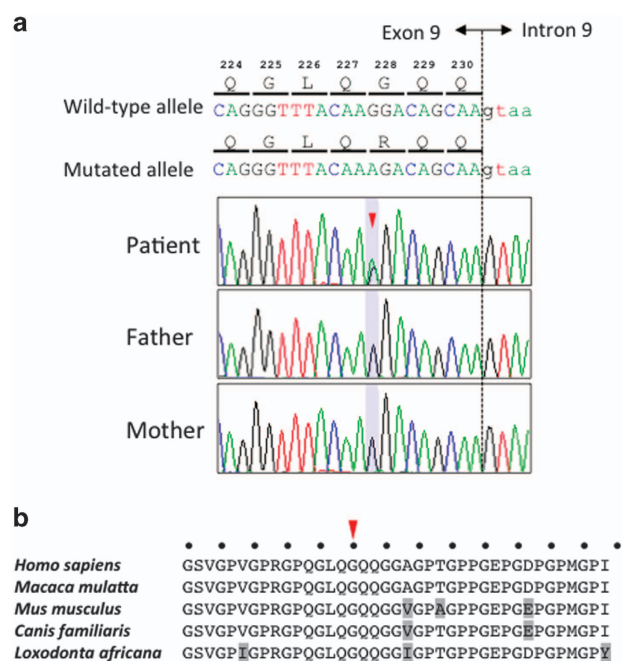 a
Exon 9 Intron 9
224 225 226 227 228 229 230
Q G L Q G Q Q
Wild-type allele CAGGGTTTACAAGGACAGCAAgtaa
Q G L Q R Q Q
Mutated allele CAGGGTTTACAAAGACAGCAAgtaa
Patient
Father
Mother
b
Homo sapiens GSVGPVGPRGPQGLQGQQGGAGPTGPPGEPGDPGPMGPI
Macaca mulatta GSVGPVGPRGPQGLQGQQGGAGPTGPPGEPGDPGPMGPI
Mus musculus GSVGPVGPRGPQGLQGQQGGVGPAGPPGEPGEPGPMGPI
Canis familiaris GSVGPVGPRGPQGLQGQQGGVGPTGPPGEPGEPGPMGPI
Loxodonta africana GSVGPIGPRGPQGLQGQQGGIGPTGPPGEPGDPGPMGPY